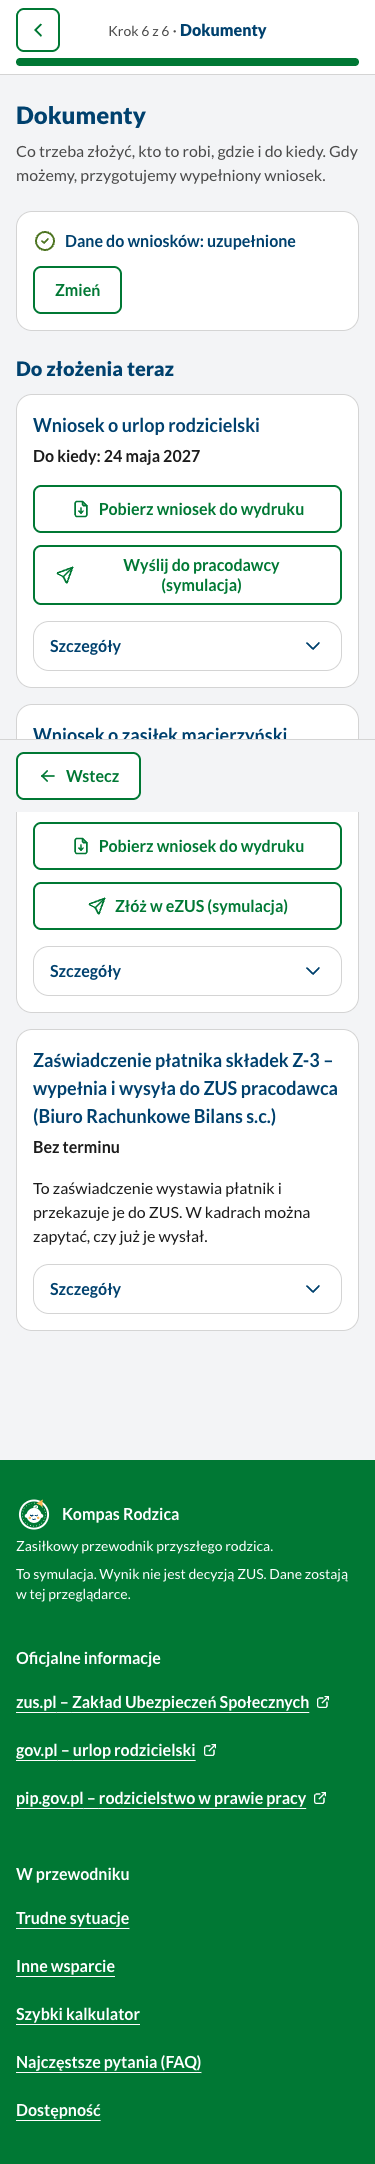 Krok 6 z 6 · Dokumenty
Dokumenty
Co trzeba złożyć, kto to robi, gdzie i do kiedy. Gdy
możemy, przygotujemy wypełniony wniosek.
Dane do wniosków: uzupełnione
Zmień
Do złożenia teraz
Wniosek o urlop rodzicielski
Do kiedy: 24 maja 2027
Pobierz wniosek do wydruku
Wyślij do pracodawcy
(symulacja)
Szczegóły
Wniosek o zasiłek macierzyński
Wstecz
Pobierz wniosek do wydruku
Złóż w eZUS (symulacja)
Szczegóły
Zaświadczenie płatnika składek Z-3 –
wypełnia i wysyła do ZUS pracodawca
(Biuro Rachunkowe Bilans s.c.)
Bez terminu
To zaświadczenie wystawia płatnik i
przekazuje je do ZUS. W kadrach można
zapytać, czy już je wysłał.
Szczegóły
Kompas Rodzica
Zasiłkowy przewodnik przyszłego rodzica.
To symulacja. Wynik nie jest decyzją ZUS. Dane zostają
w tej przeglądarce.
Oficjalne informacje
zus.pl – Zakład Ubezpieczeń Społecznych
gov.pl – urlop rodzicielski
pip.gov.pl – rodzicielstwo w prawie pracy
W przewodniku
Trudne sytuacje
Inne wsparcie
Szybki kalkulator
Najczęstsze pytania (FAQ)
Dostępność